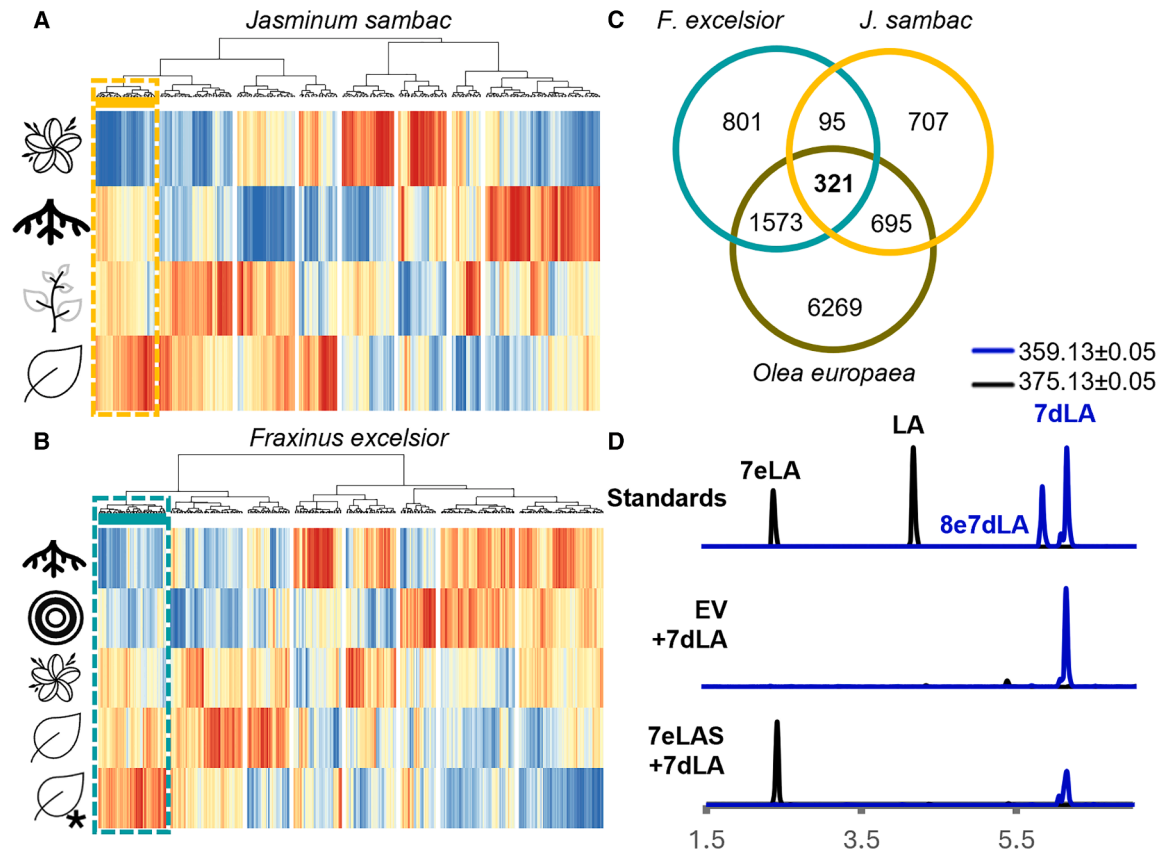 A
Jasminum sambac
B
Fraxinus excelsior
C
F. excelsior
J. sambac
801
95
707
321
1573
695
6269
Olea europaea
359.13±0.05
375.13±0.05
D
7eLA
LA
7dLA
8e7dLA
Standards
EV
+7dLA
7eLAS
+7dLA
1.5
3.5
5.5